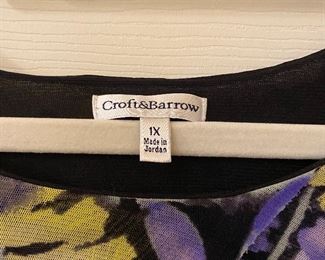 Croft&Barrow
1X
Made in
Jordan